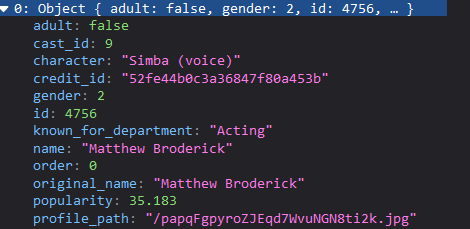 0: Object { adult: false, gender: 2, id: 4756, … }
adult: false
cast_id: 9
character: "Simba (voice)"
credit_id: "52fe44b0c3a36847f80a453b"
gender: 2
id: 4756
known_for_department: "Acting"
name: "Matthew Broderick"
order: 0
original_name: "Matthew Broderick"
popularity: 35.183
profile_path: "/papqFgpyroZJEqd7WvuNGN8ti2k.jpg"